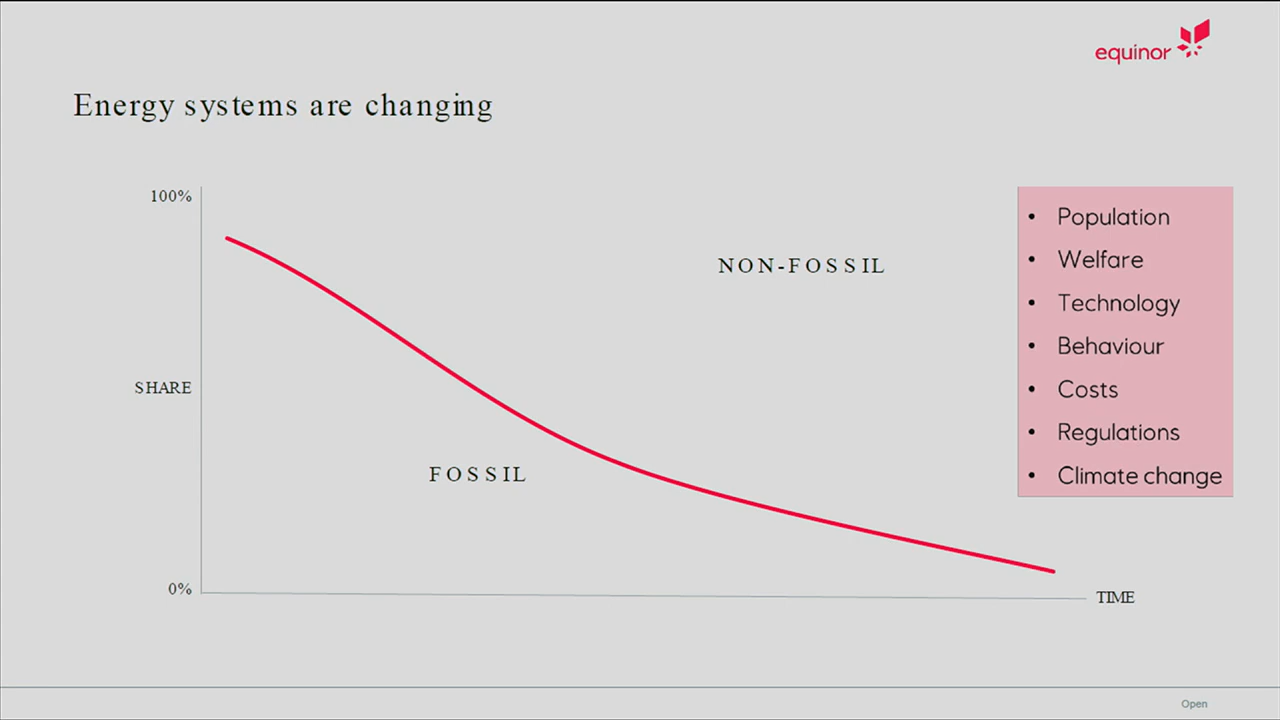 equinor
Energy systems are changing
100%
NON-FOSSIL
SHARE
FOSSIL
0%
TIME
• Population
• Welfare
• Technology
• Behaviour
• Costs
• Regulations
• Climate change
Open